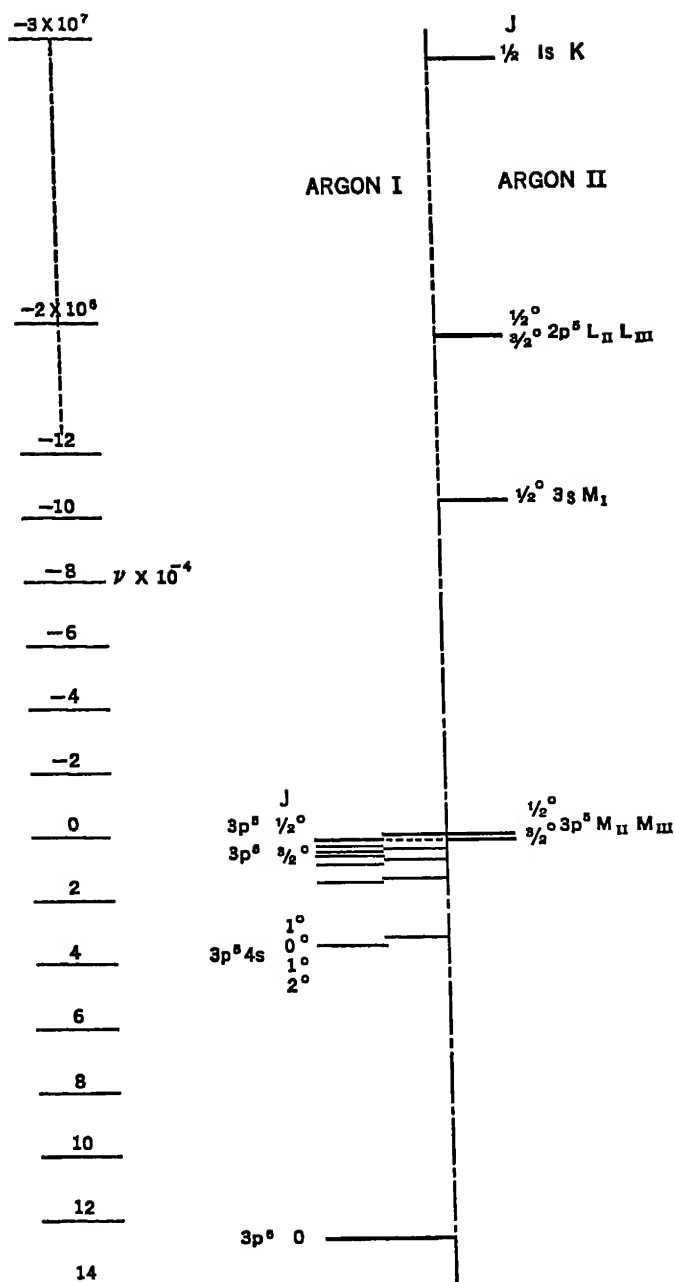 −3 X 10⁷
J
½ 1s K
ARGON I
ARGON II
−2 X 10⁶
½°
³⁄₂° 2p⁵ L_II L_III
−12
−10
½° 3s M_I
−8
ν X 10⁻⁴
−6
−4
−2
0
J
3p⁵ ½°
3p⁵ ³⁄₂°
½°
³⁄₂° 3p⁵ M_II M_III
2
3p⁵4s
1°
0°
1°
2°
4
6
8
10
12
3p⁶ 0
14